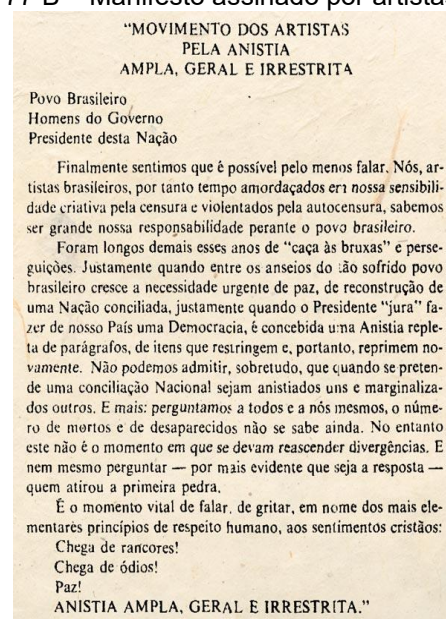 77-B – Manifesto assinado por artistas
"MOVIMENTO DOS ARTISTAS
PELA ANISTIA
AMPLA, GERAL E IRRESTRITA
Povo Brasileiro
Homens do Governo
Presidente desta Nação
Finalmente sentimos que é possível pelo menos falar. Nós, ar-
tistas brasileiros, por tanto tempo amordaçados em nossa sensibili-
dade criativa pela censura e violentados pela autocensura, sabemos
ser grande nossa responsabilidade perante o povo brasileiro.
Foram longos demais esses anos de "caça às bruxas" e perse-
guições. Justamente quando entre os anseios do tão sofrido povo
brasileiro cresce a necessidade urgente de paz, de reconstrução de
uma Nação conciliada, justamente quando o Presidente "jura" fa-
zer de nosso País uma Democracia, é concebida uma Anistia reple-
ta de parágrafos, de itens que restringem e, portanto, reprimem no-
vamente. Não podemos admitir, sobretudo, que quando se preten-
de uma conciliação Nacional sejam anistiados uns e marginaliza-
dos outros. E mais: perguntamos a todos e a nós mesmos, o núme-
ro de mortos e de desaparecidos não se sabe ainda. No entanto
este não é o momento em que se devam reascender divergências. E
nem mesmo perguntar — por mais evidente que seja a resposta —
quem atirou a primeira pedra.
É o momento vital de falar, de gritar, em nome dos mais ele-
mentares princípios de respeito humano, aos sentimentos cristãos:
Chega de rancores!
Chega de ódios!
Paz!
ANISTIA AMPLA, GERAL E IRRESTRITA."